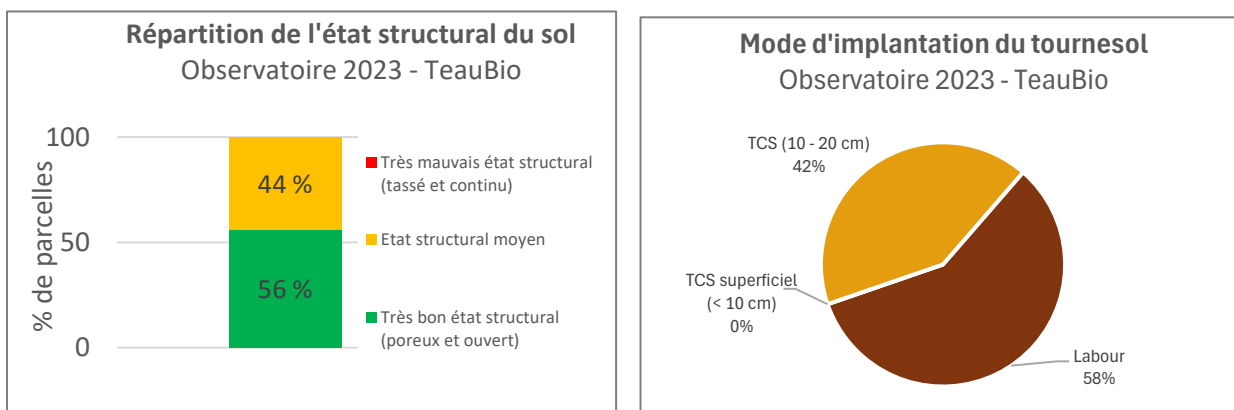 Répartition de l'état structural du sol
Observatoire 2023 - TeauBio
% de parcelles
100
50
0
44 %
56 %
Très mauvais état structural
(tassé et continu)
Etat structural moyen
Très bon état structural
(poreux et ouvert)
Mode d'implantation du tournesol
Observatoire 2023 - TeauBio
TCS (10 - 20 cm)
42%
TCS superficiel
(< 10 cm)
0%
Labour
58%